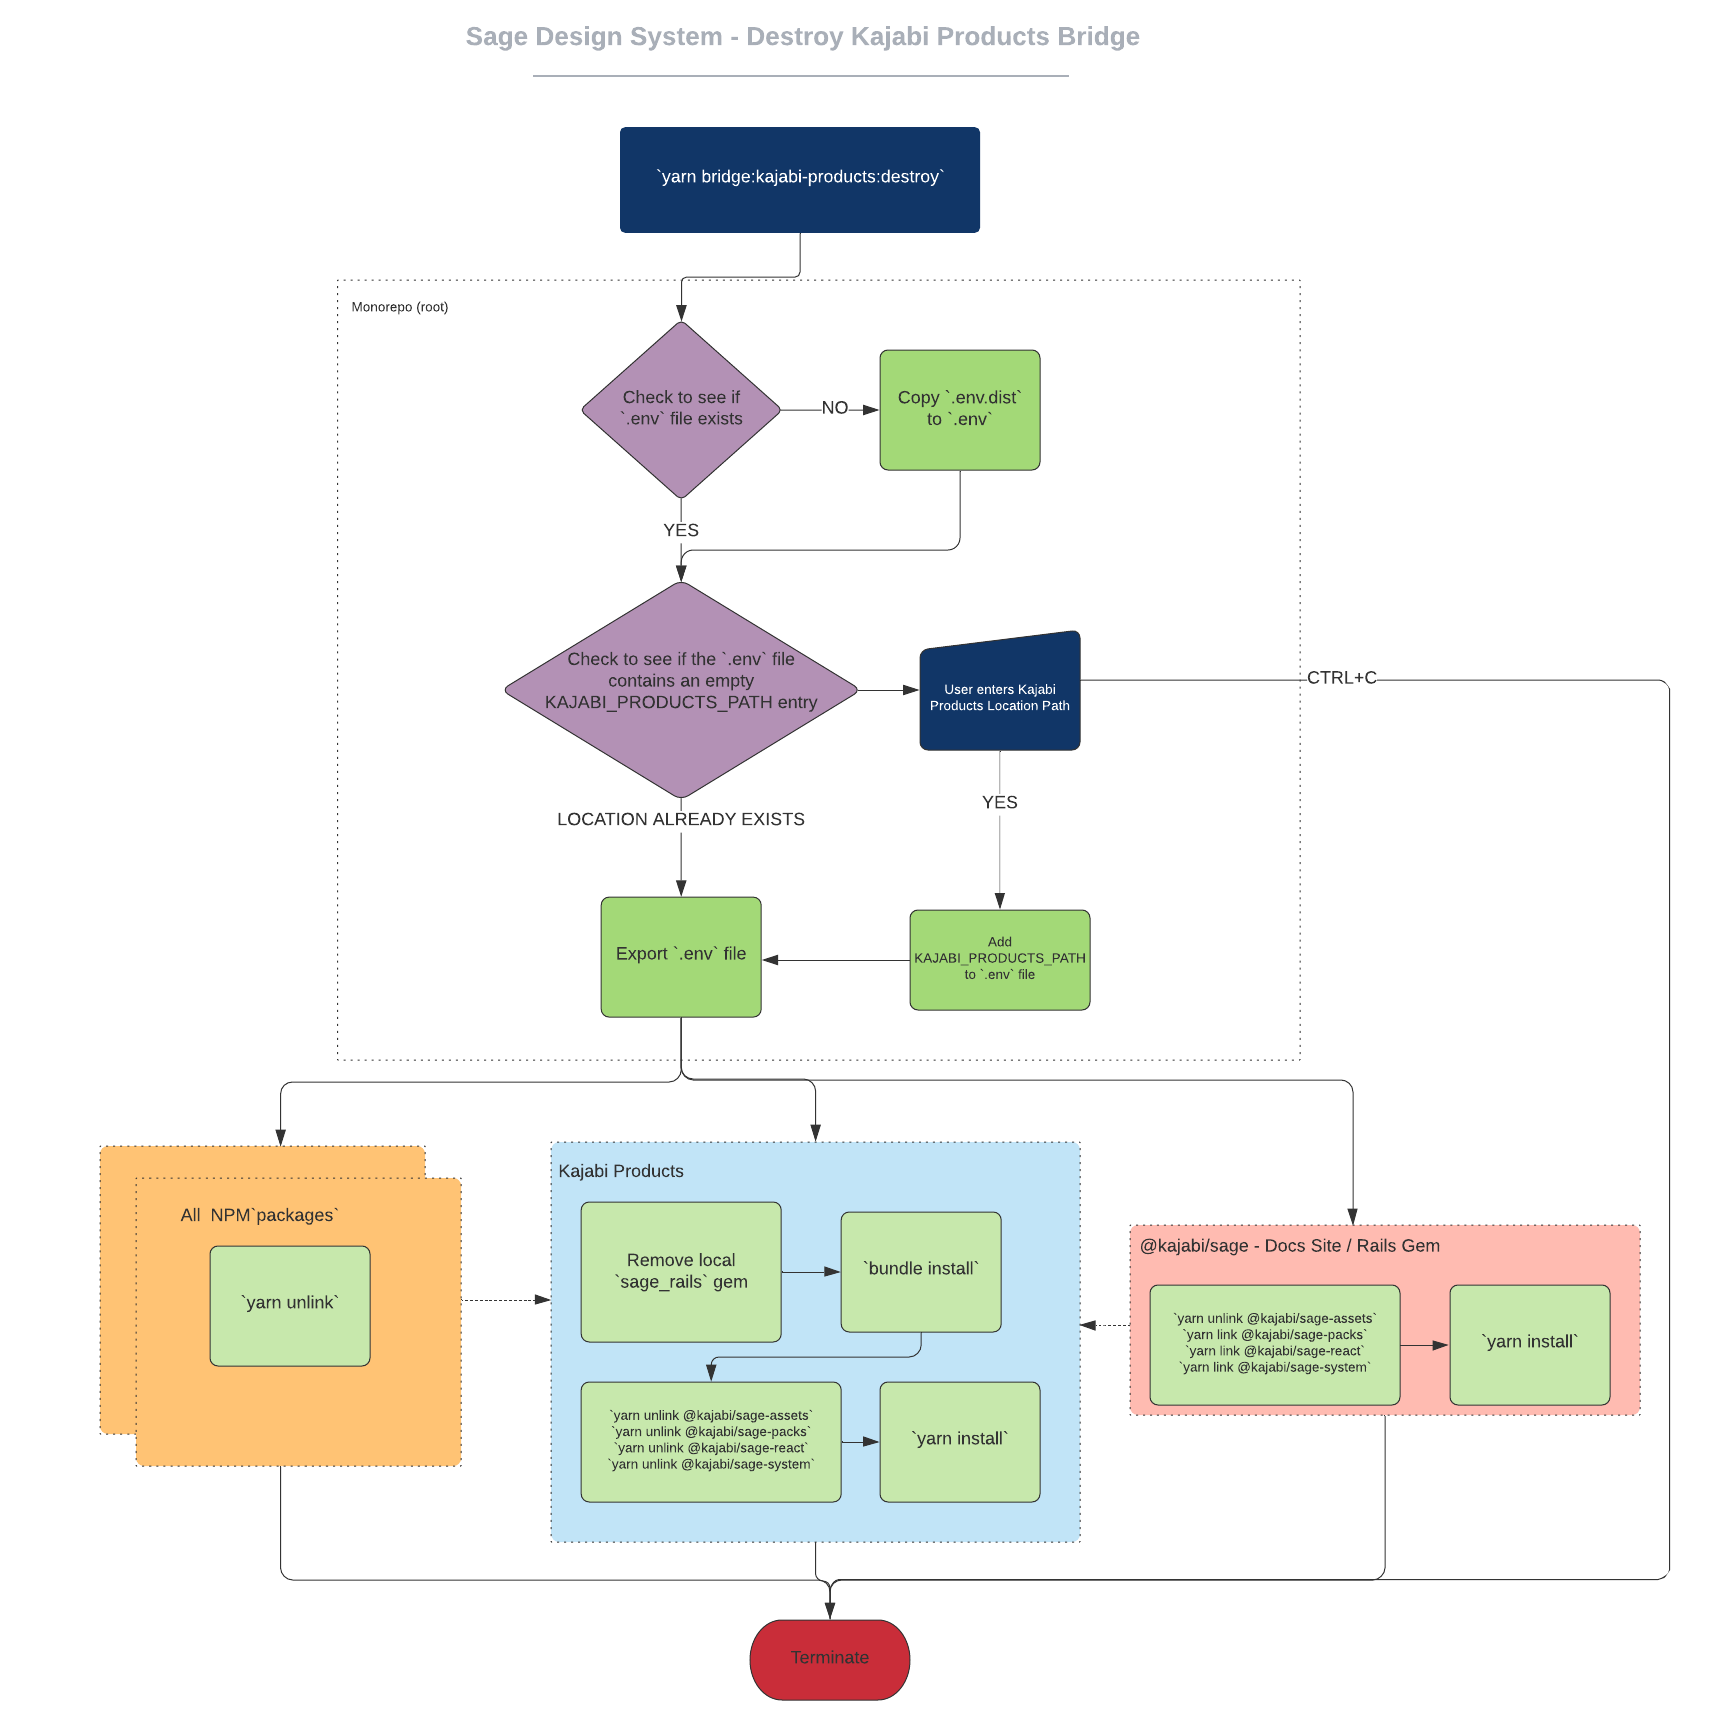 Sage Design System - Destroy Kajabi Products Bridge
`yarn bridge:kajabi-products:destroy`
Monorepo (root)
Check to see if
`.env` file exists
NO
Copy `.env.dist`
to `.env`
YES
Check to see if the `.env` file
contains an empty
KAJABI_PRODUCTS_PATH entry
User enters Kajabi
Products Location Path
CTRL+C
YES
LOCATION ALREADY EXISTS
Export `.env` file
Add
KAJABI_PRODUCTS_PATH
to `.env` file
All  NPM`packages`
`yarn unlink`
Kajabi Products
Remove local
`sage_rails` gem
`bundle install`
`yarn unlink @kajabi/sage-assets`
`yarn unlink @kajabi/sage-packs`
`yarn unlink @kajabi/sage-react`
`yarn unlink @kajabi/sage-system`
`yarn install`
@kajabi/sage - Docs Site / Rails Gem
`yarn unlink @kajabi/sage-assets`
`yarn link @kajabi/sage-packs`
`yarn link @kajabi/sage-react`
`yarn link @kajabi/sage-system`
`yarn install`
Terminate